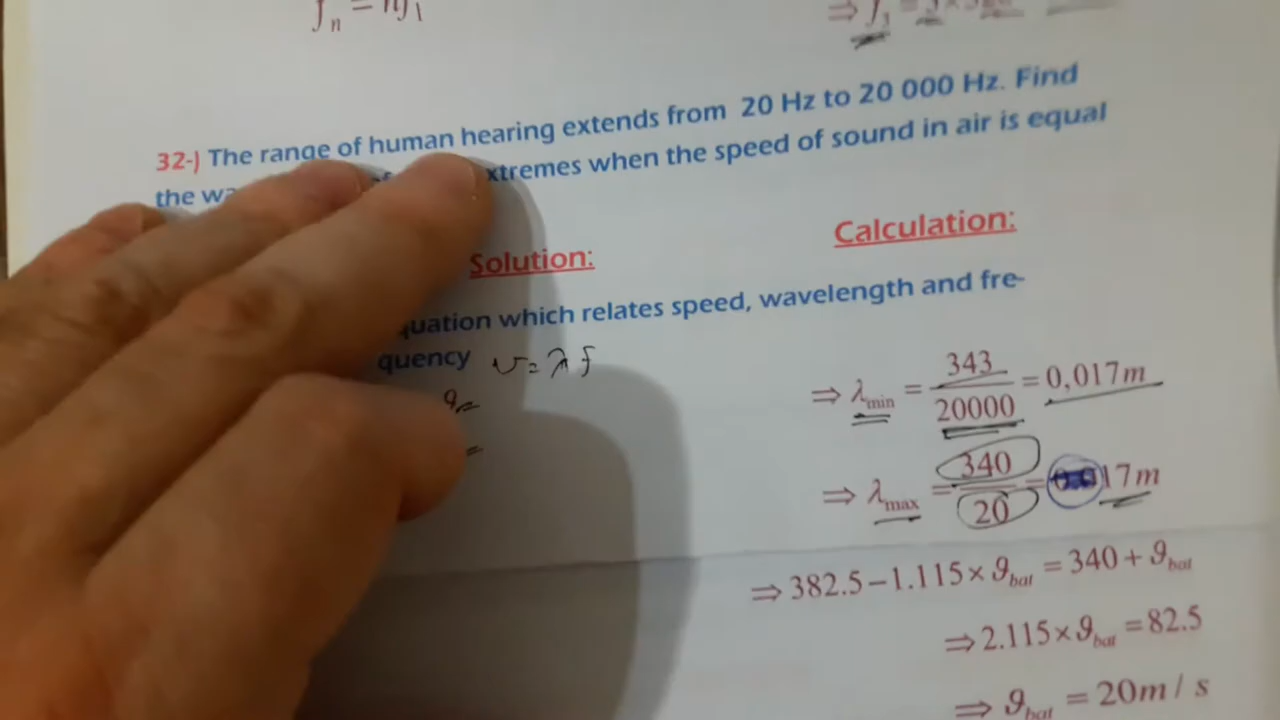 fₙ = nf₁
32-) The range of human hearing extends from 20 Hz to 20 000 Hz. Find
the xtremes when the speed of sound in air is equal
Solution:
Calculation:
quation which relates speed, wavelength and fre-
quency v = λ f
⇒ λmin = 343 / 20000 = 0,017m
⇒ λmax = 340 / 20 = 17m
⇒ 382.5 − 1.115 × ϑbat = 340 + ϑbat
⇒ 2.115 × ϑbat = 82.5
⇒ ϑbat = 20m / s